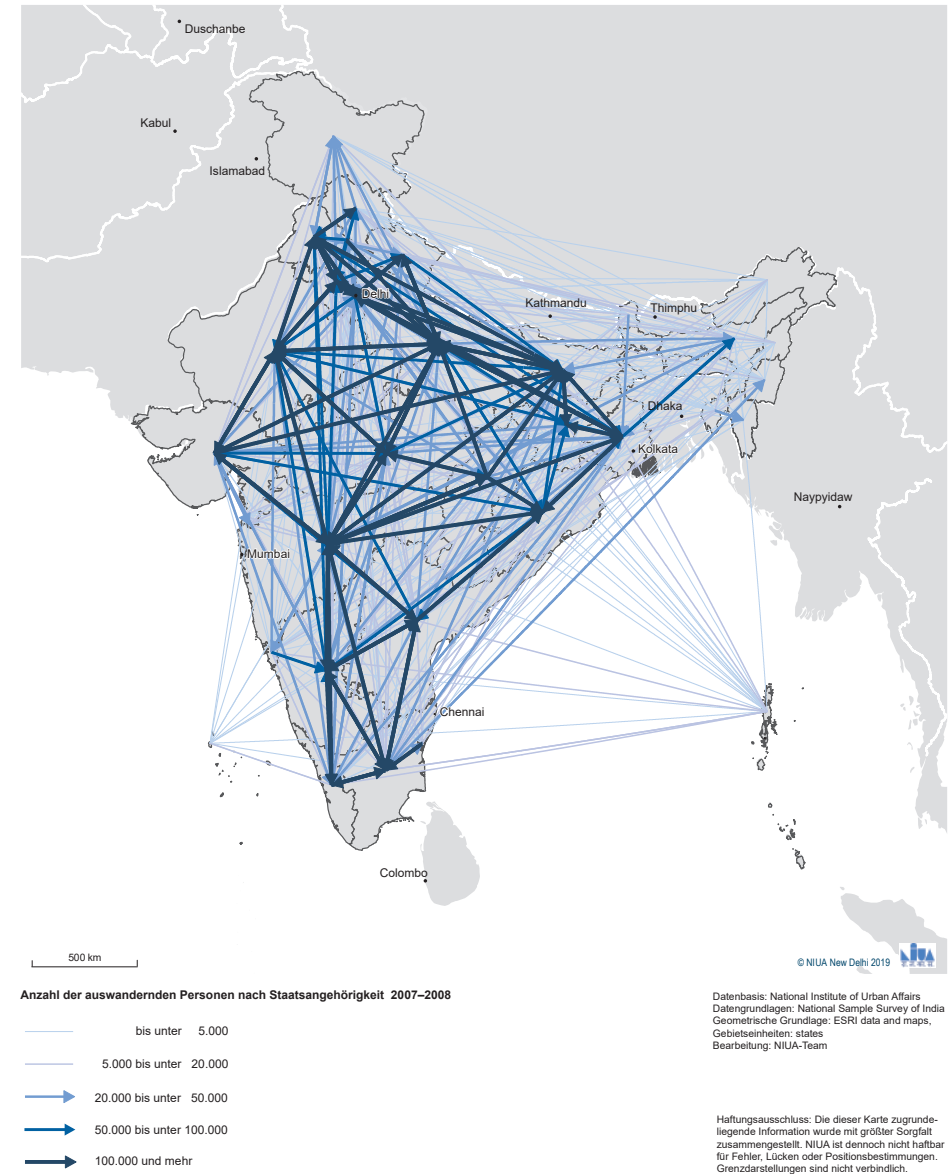 Duschanbe
Kabul
Islamabad
Delhi
Kathmandu
Thimphu
Dhaka
Kolkata
Naypyidaw
Mumbai
Chennai
Colombo
500 km
© NIUA New Delhi 2019
NIUA
Anzahl der auswandernden Personen nach Staatsangehörigkeit 2007–2008
bis unter 5.000
5.000 bis unter 20.000
20.000 bis unter 50.000
50.000 bis unter 100.000
100.000 und mehr
Datenbasis: National Institute of Urban Affairs
Datengrundlagen: National Sample Survey of India
Geometrische Grundlage: ESRI data and maps,
Gebietseinheiten: states
Bearbeitung: NIUA-Team
Haftungsausschluss: Die dieser Karte zugrunde-
liegende Information wurde mit größter Sorgfalt
zusammengestellt. NIUA ist dennoch nicht haftbar
für Fehler, Lücken oder Positionsbestimmungen.
Grenzdarstellungen sind nicht verbindlich.